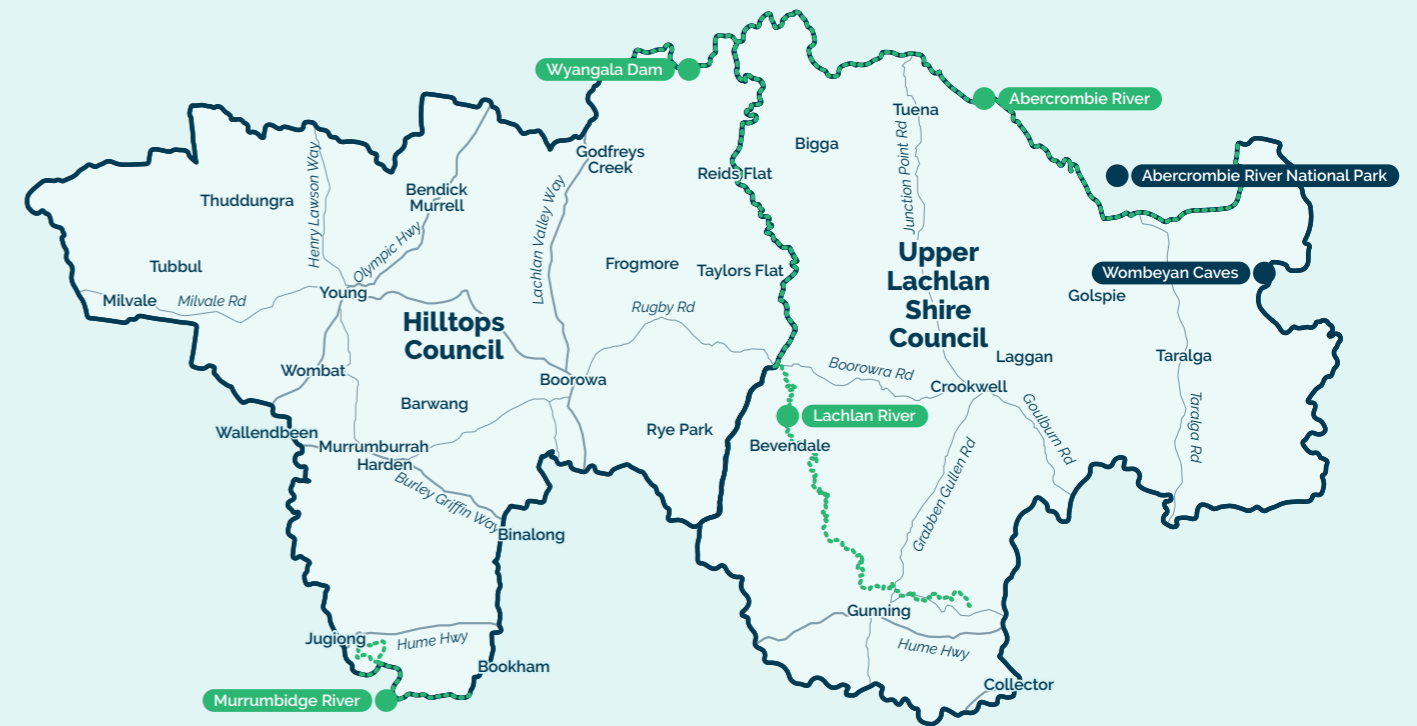 Wyangala Dam
Abercrombie River
Tuena
Bigga
Godfreys
Creek
Reids Flat
Abercrombie River National Park
Junction Point Rd
Henry Lawson Way
Thuddungra
Bendick
Murrell
Olympic Hwy
Lachlan Valley Way
Upper
Lachlan
Shire
Council
Tubbul
Frogmore
Taylors Flat
Wombeyan Caves
Golspie
Milvale
Milvale Rd
Young
Rugby Rd
Hilltops
Council
Laggan
Taralga
Wombat
Boorowa
Boorowra Rd
Crookwell
Barwang
Lachlan River
Goulburn Rd
Taralga Rd
Wallendbeen
Rye Park
Bevendale
Murrumburrah
Harden
Grabben Gullen Rd
Burley Griffin Way
Binalong
Gunning
Jugiong
Hume Hwy
Hume Hwy
Bookham
Collector
Murrumbidge River